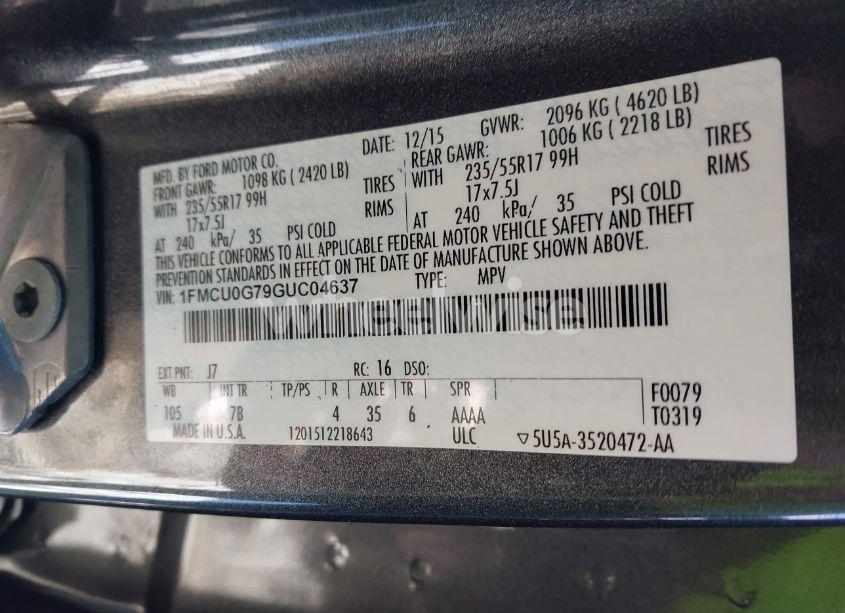 MFD. BY FORD MOTOR CO.
DATE: 12/15 GVWR: 2096 KG ( 4620 LB)
FRONT GAWR: 1098 KG ( 2420 LB)
REAR GAWR: 1006 KG ( 2218 LB)
WITH 235/55R17 99H TIRES
WITH 235/55R17 99H TIRES
17x7.5J RIMS
17x7.5J RIMS
AT 240 kPa/ 35 PSI COLD
AT 240 kPa/ 35 PSI COLD
THIS VEHICLE CONFORMS TO ALL APPLICABLE FEDERAL MOTOR VEHICLE SAFETY AND THEFT
PREVENTION STANDARDS IN EFFECT ON THE DATE OF MANUFACTURE SHOWN ABOVE.
VIN: 1FMCU0G79GUC04637 TYPE: MPV
EXT PNT: J7 RC: 16 DSO:
WB INT TR TP/PS R AXLE TR SPR F0079
105 7B 4 35 6 AAAA T0319
MADE IN U.S.A. 1201512218643 ULC 5U5A-3520472-AA